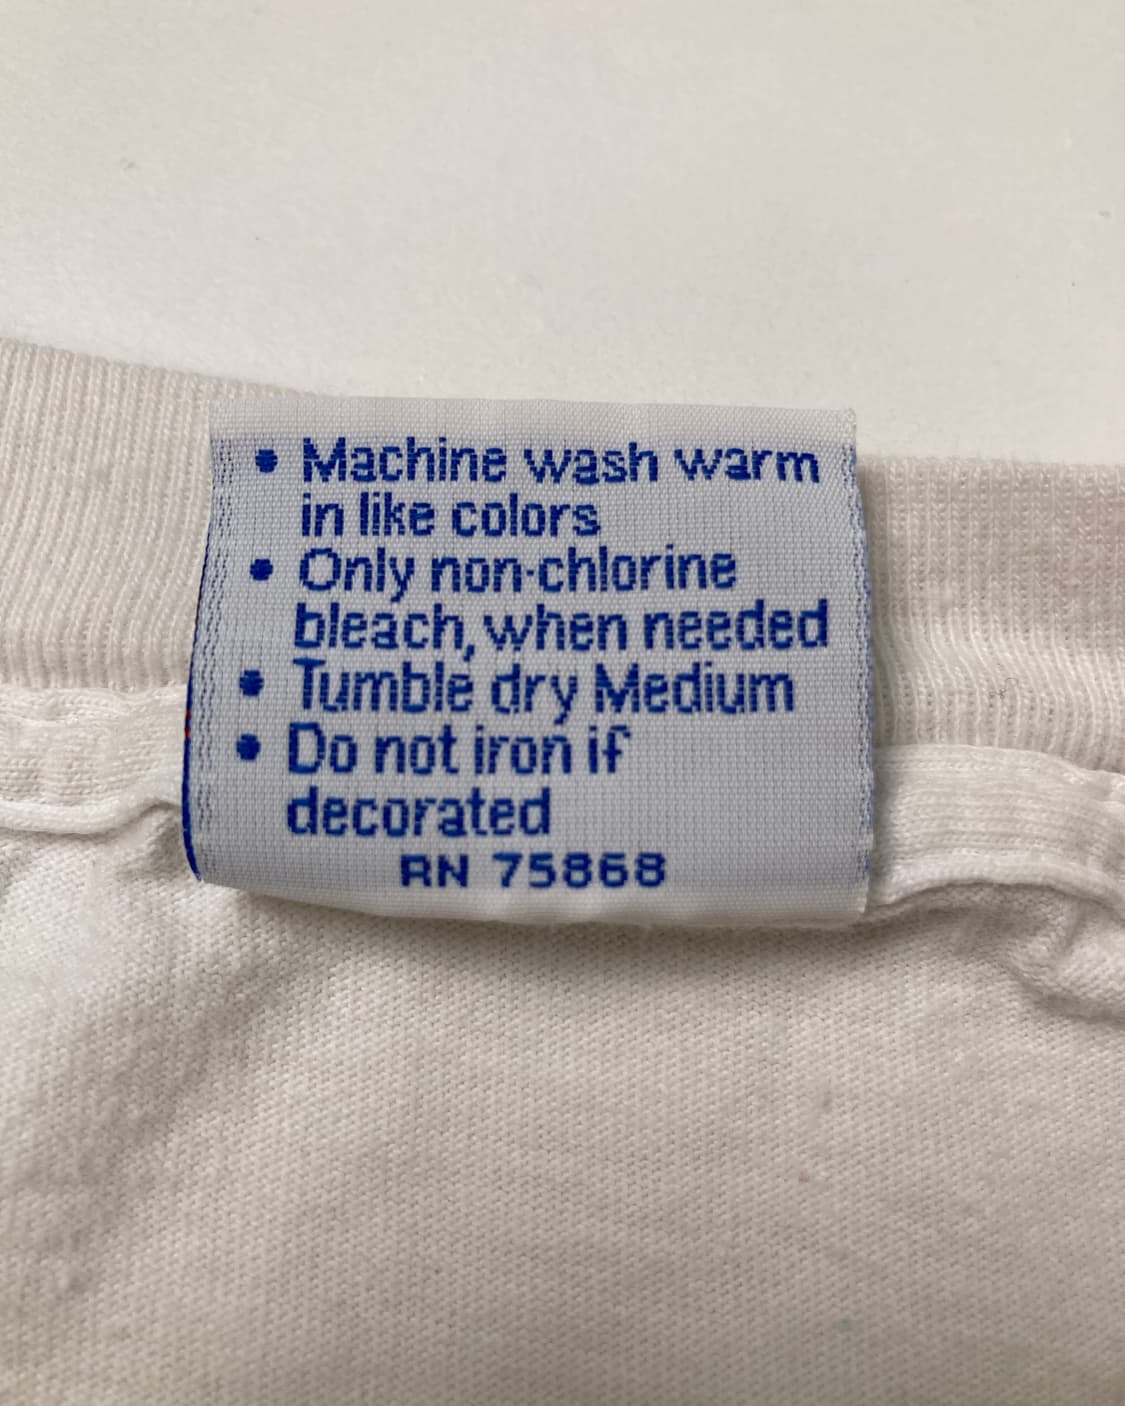 • Machine wash warm
in like colors
• Only non-chlorine
bleach, when needed
• Tumble dry Medium
• Do not iron if
decorated
RN 75868